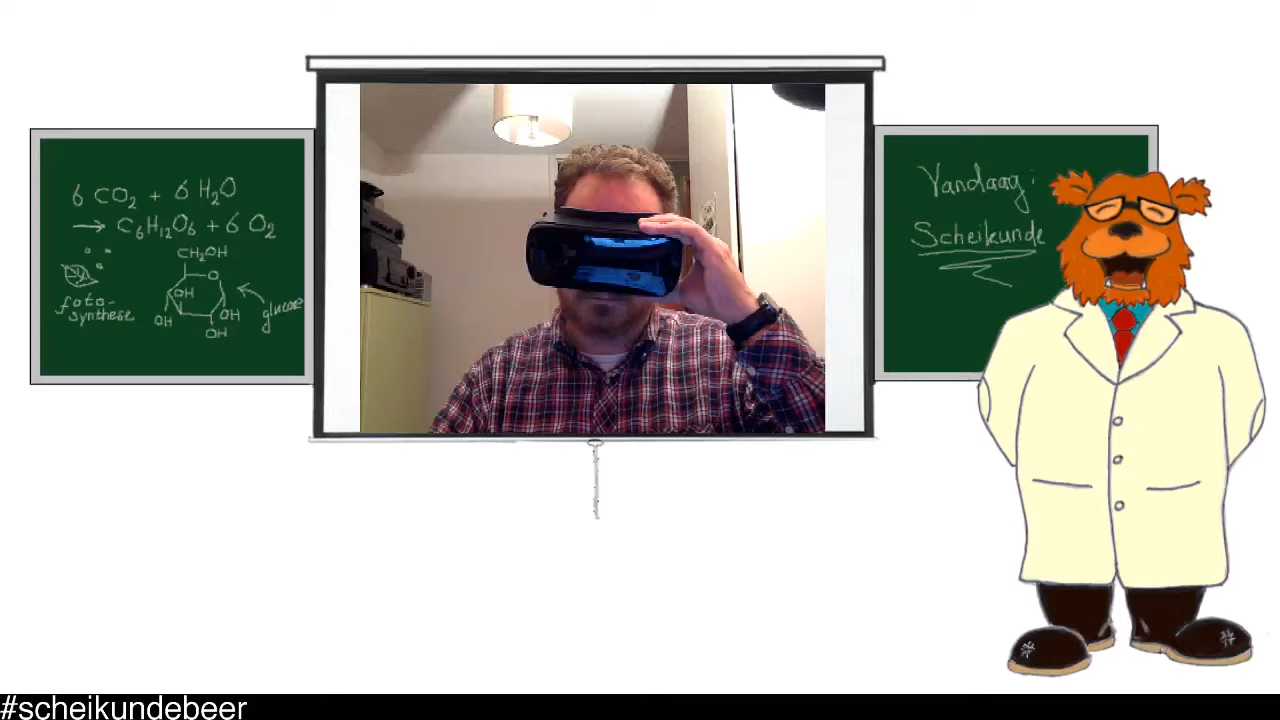 6 CO₂ + 6 H₂O
→ C₆H₁₂O₆ + 6 O₂
CH₂OH
O
OH
OH
OH
OH
glucose
foto-
synthese
Vandaag:
Scheikunde
#scheikundebeer